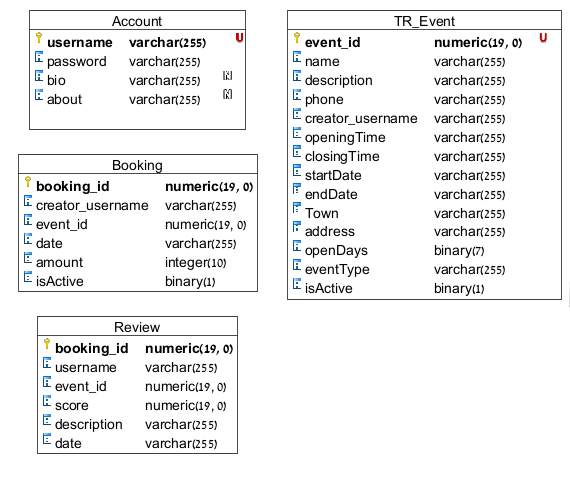 Account
username varchar(255) U
password varchar(255)
bio varchar(255) N
about varchar(255) N
TR_Event
event_id numeric(19, 0) U
name varchar(255)
description varchar(255)
phone varchar(255)
creator_username varchar(255)
openingTime varchar(255)
closingTime varchar(255)
startDate varchar(255)
endDate varchar(255)
Town varchar(255)
address varchar(255)
openDays binary(7)
eventType varchar(255)
isActive binary(1)
Booking
booking_id numeric(19, 0)
creator_username varchar(255)
event_id numeric(19, 0)
date varchar(255)
amount integer(10)
isActive binary(1)
Review
booking_id numeric(19, 0)
username varchar(255)
event_id numeric(19, 0)
score numeric(19, 0)
description varchar(255)
date varchar(255)